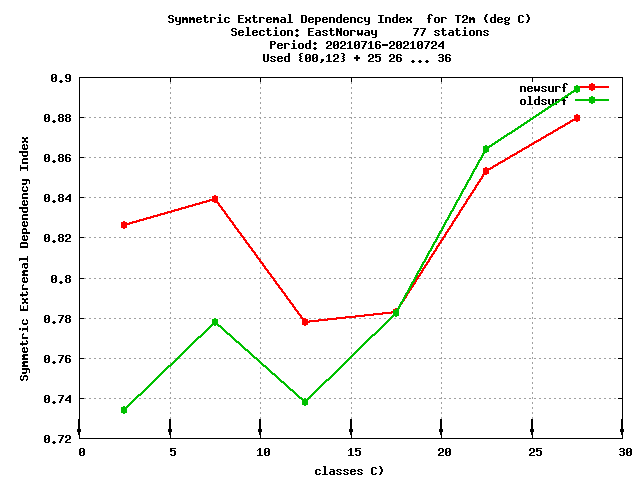 Symmetric Extremal Dependency Index  for T2m (deg C)
Selection: EastNorway     77 stations
Period: 20210716-20210724
Used {00,12} + 25 26 ... 36
newsurf
oldsurf
0.9
0.88
0.86
0.84
0.82
0.8
0.78
0.76
0.74
0.72
Symmetric Extremal Dependency Index
0 5 10 15 20 25 30
classes C)